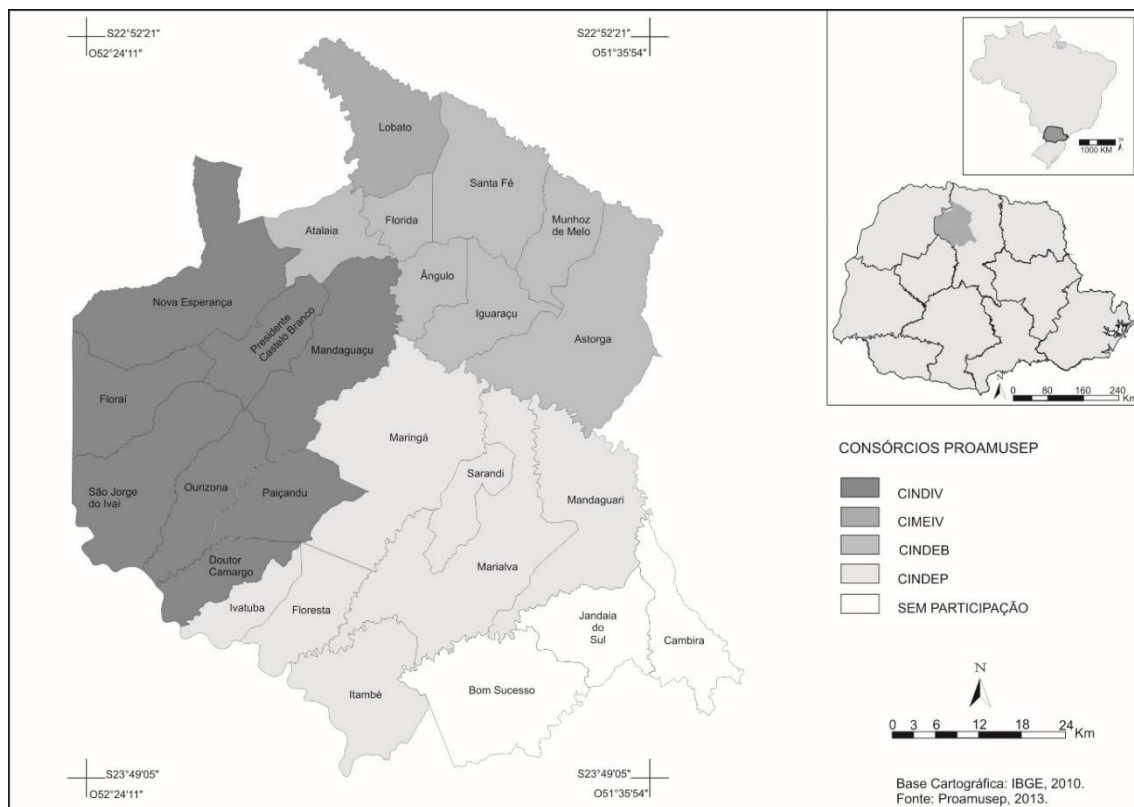 S22°52'21"
O52°24'11"
S22°52'21"
O51°35'54"
Lobato
Santa Fé
Munhoz
de Melo
Florida
Atalaia
Ângulo
Iguaraçu
Astorga
Nova Esperança
Presidente
Castelo Branco
Mandaguaçu
Floraí
Maringá
Sarandi
Mandaguari
São Jorge
do Ivaí
Ourizona
Paiçandu
Doutor
Camargo
Marialva
Ivatuba
Floresta
Jandaia
do
Sul
Cambira
Itambé
Bom Sucesso
S23°49'05"
O52°24'11"
S23°49'05"
O51°35'54"
1000 KM
N
N
0 80 160 240
Km
CONSÓRCIOS PROAMUSEP
CINDIV
CIMEIV
CINDEB
CINDEP
SEM PARTICIPAÇÃO
N
0 3 6 12 18 24
Km
Base Cartográfica: IBGE, 2010.
Fonte: Proamusep, 2013.